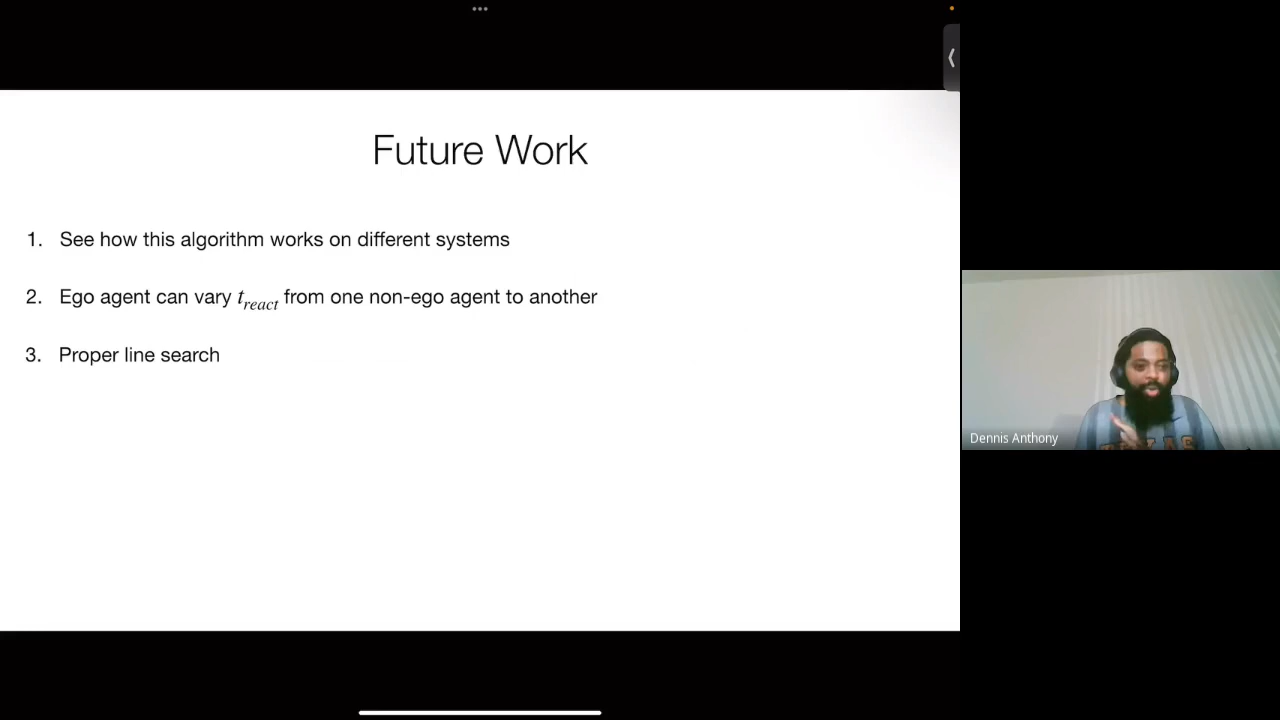 Future Work
1. See how this algorithm works on different systems
2. Ego agent can vary t_react from one non-ego agent to another
3. Proper line search
Dennis Anthony
TEXAS